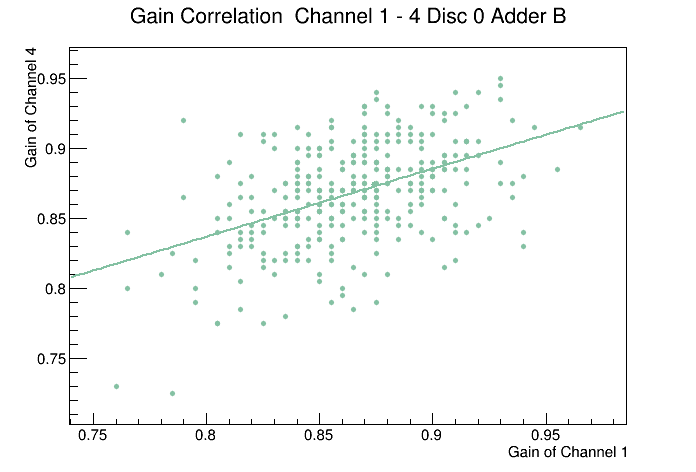 Gain Correlation  Channel 1 - 4 Disc 0 Adder B
Gain of Channel 4
0.95
0.9
0.85
0.8
0.75
0.75 0.8 0.85 0.9 0.95
Gain of Channel 1